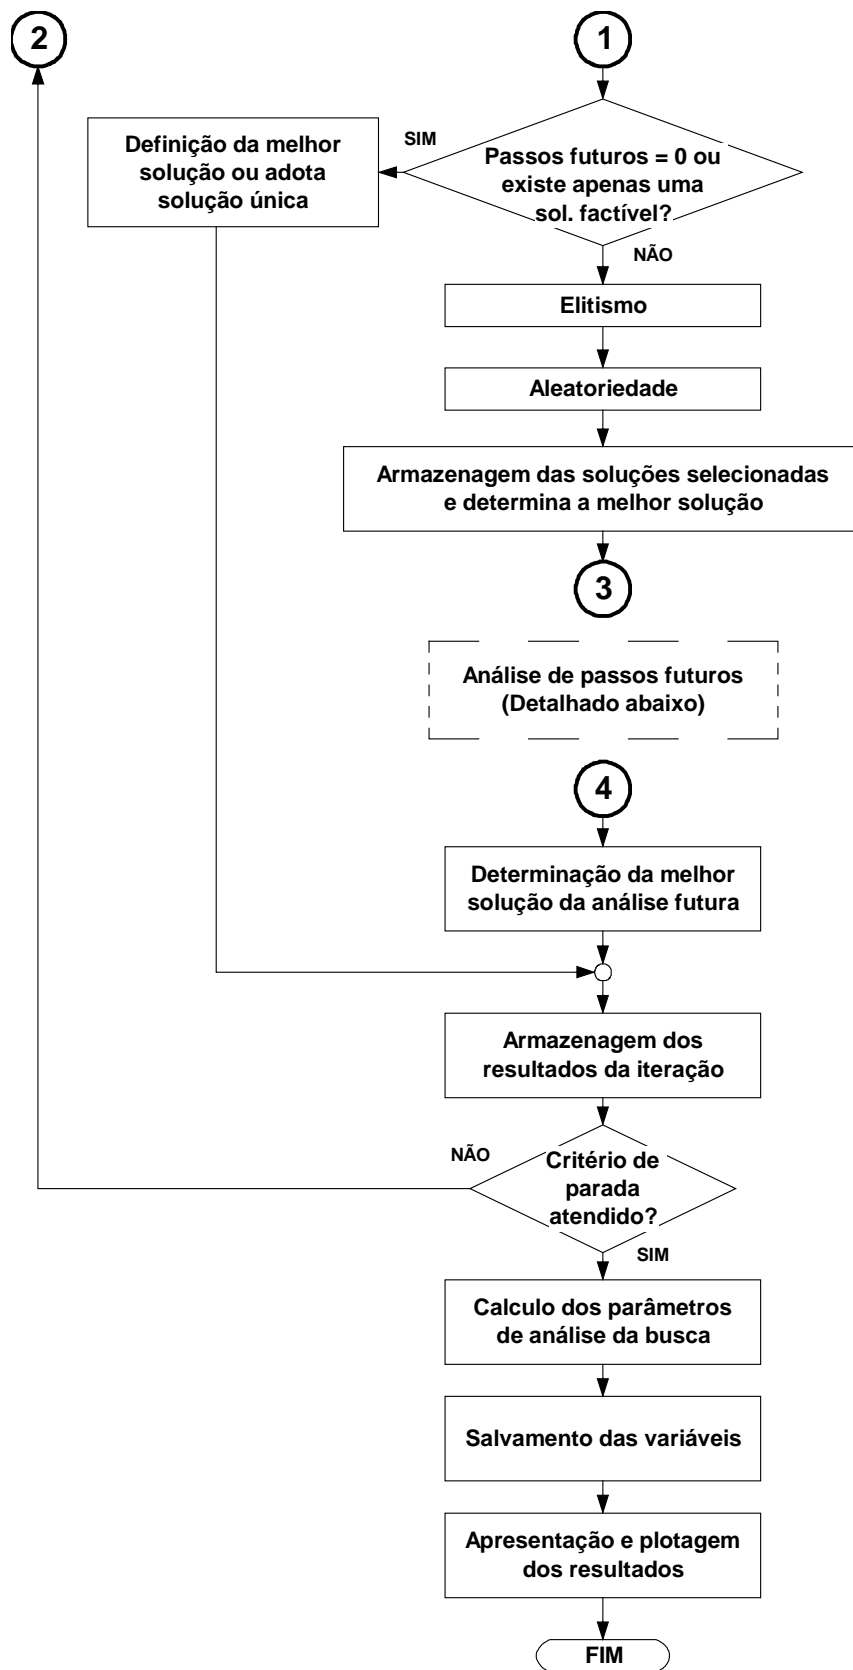 2
1
SIM
Definição da melhor
solução ou adota
solução única
Passos futuros = 0 ou
existe apenas uma
sol. factível?
NÃO
Elitismo
Aleatoriedade
Armazenagem das soluções selecionadas
e determina a melhor solução
3
Análise de passos futuros
(Detalhado abaixo)
4
Determinação da melhor
solução da análise futura
Armazenagem dos
resultados da iteração
NÃO
Critério de
parada
atendido?
SIM
Calculo dos parâmetros
de análise da busca
Salvamento das variáveis
Apresentação e plotagem
dos resultados
FIM